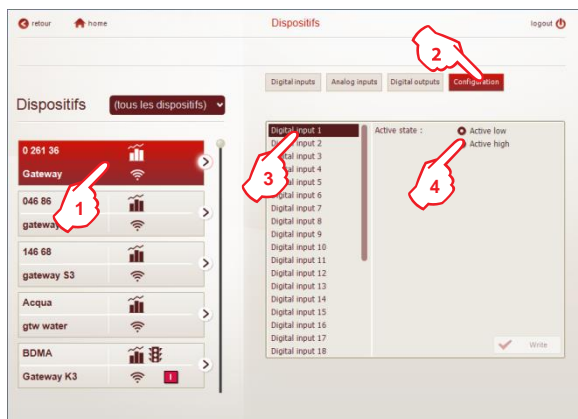 retour
home
Dispositifs
logout
2
Digital inputs
Analog inputs
Digital outputs
Configuration
Dispositifs
(tous les dispositifs)
0 261 36
Gateway
1
046 86
gateway
146 68
gateway S3
Acqua
gtw water
BDMA
Gateway K3
I
Digital input 1
Digital input 2
Digital input 3
Digital input 4
Digital input 5
Digital input 6
Digital input 7
Digital input 8
Digital input 9
Digital input 10
Digital input 11
Digital input 12
Digital input 13
Digital input 14
Digital input 15
Digital input 16
Digital input 17
Digital input 18
3
Active state :
Active low
Active high
4
Write